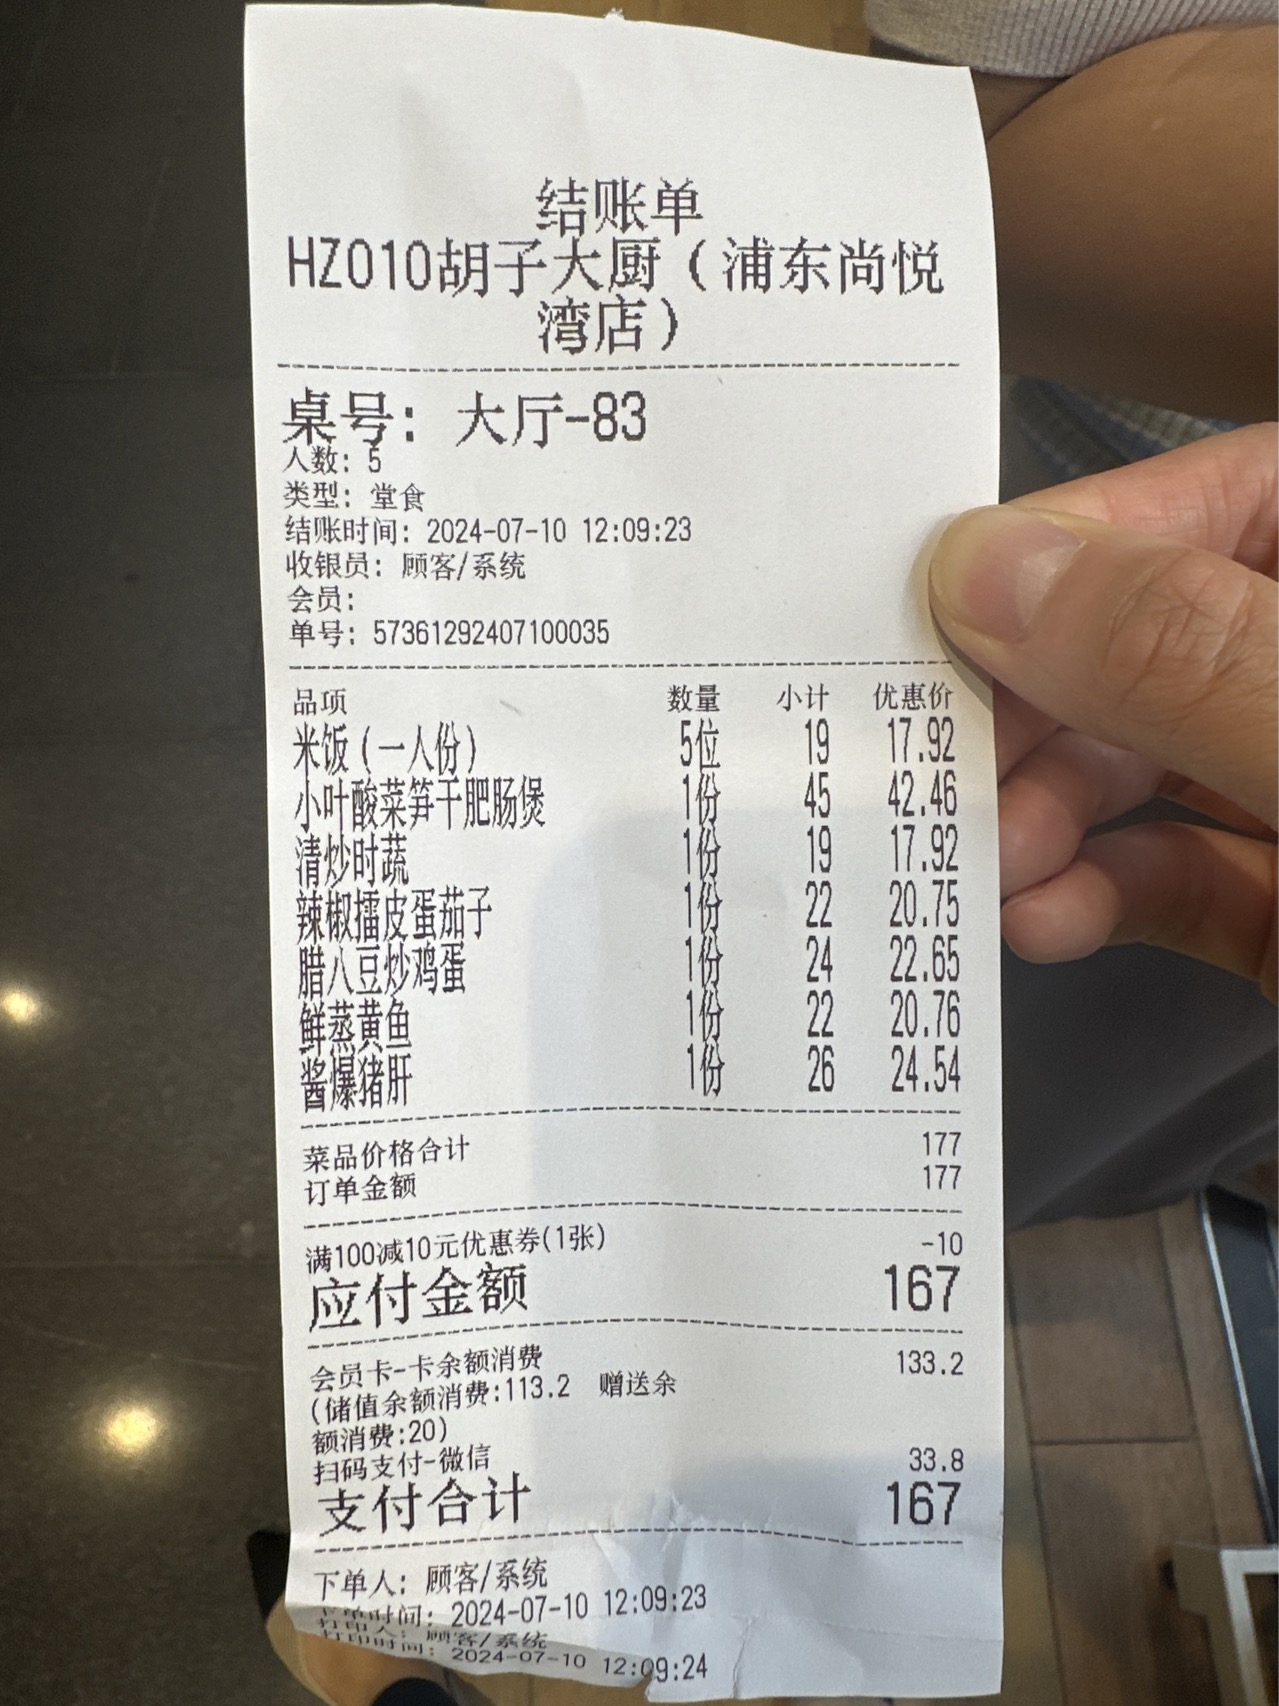 结账单
HZ010胡子大厨（浦东尚悦
湾店）
桌号：大厅-83
人数：5
类型：堂食
结账时间：2024-07-10 12:09:23
收银员：顾客/系统
会员：
单号：57361292407100035
品项 数量 小计 优惠价
米饭（一人份） 5位 19 17.92
小叶酸菜笋干肥肠煲 1份 45 42.46
清炒时蔬 1份 19 17.92
辣椒擂皮蛋茄子 1份 22 20.75
腊八豆炒鸡蛋 1份 24 22.65
鲜蒸黄鱼 1份 22 20.76
酱爆猪肝 1份 26 24.54
菜品价格合计 177
订单金额 177
满100减10元优惠券(1张) -10
应付金额 167
会员卡-卡余额消费 133.2
(储值余额消费:113.2 赠送余
额消费:20)
扫码支付-微信 33.8
支付合计 167
下单人：顾客/系统
下单时间：2024-07-10 12:09:23
打印人：顾客/系统
打印时间：2024-07-10 12:09:24